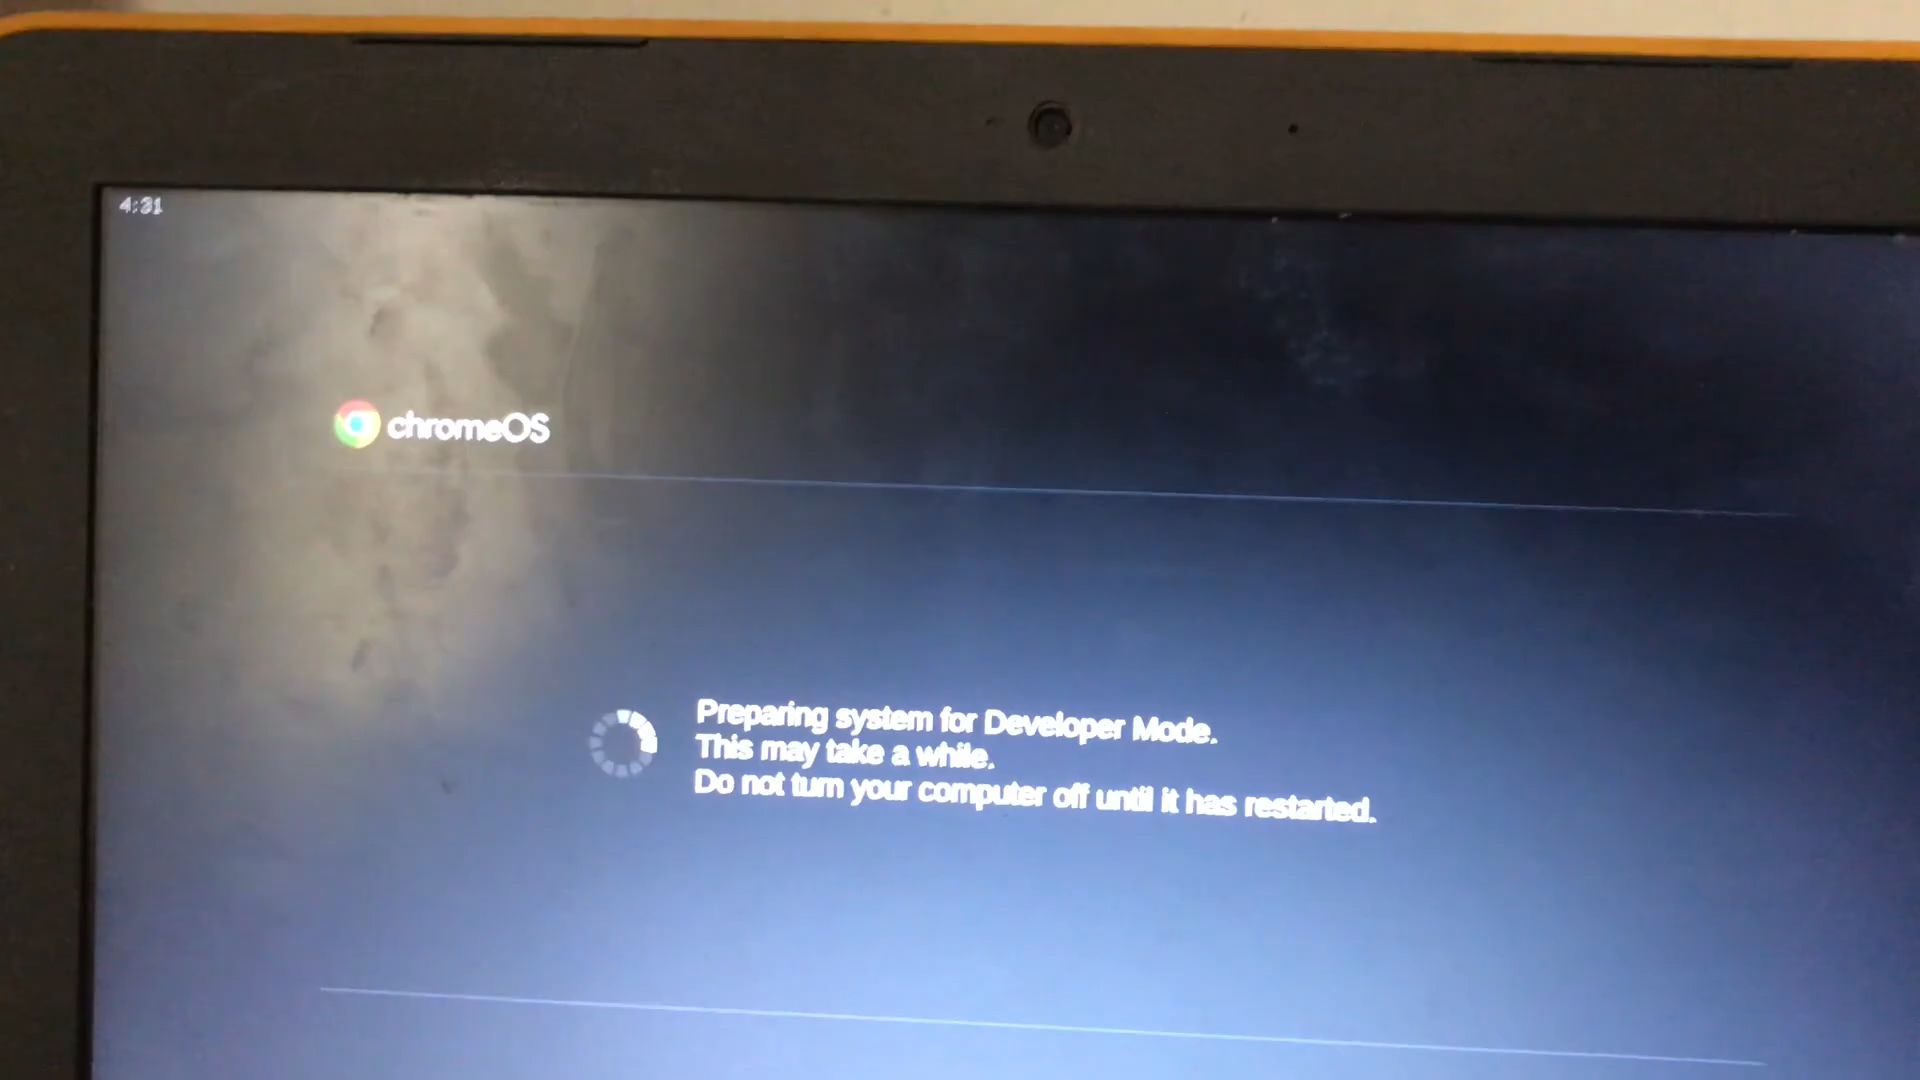 4:31
chromeOS
Preparing system for Developer Mode.
This may take a while.
Do not turn your computer off until it has restarted.